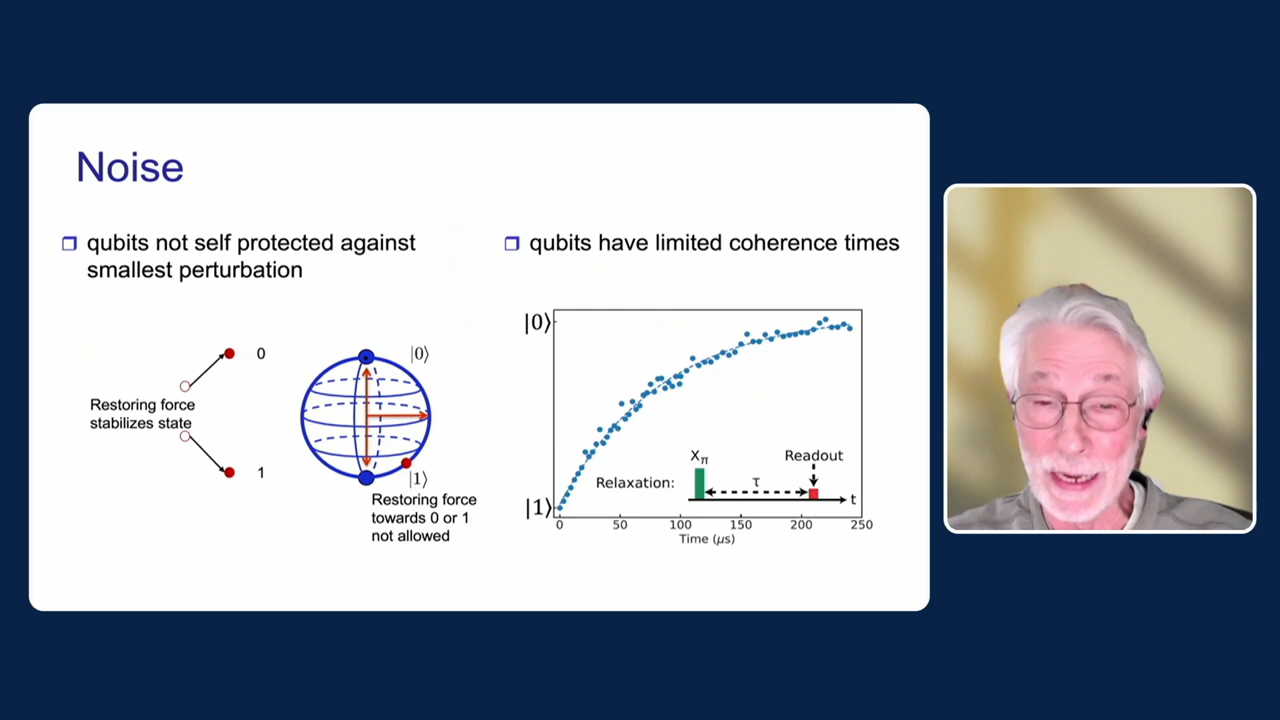 Noise
qubits not self protected against
smallest perturbation
0
Restoring force
stabilizes state
1
|0⟩
|1⟩
Restoring force
towards 0 or 1
not allowed
qubits have limited coherence times
|0⟩
|1⟩
Xπ
Readout
Relaxation:
τ
t
0 50 100 150 200 250
Time (μs)